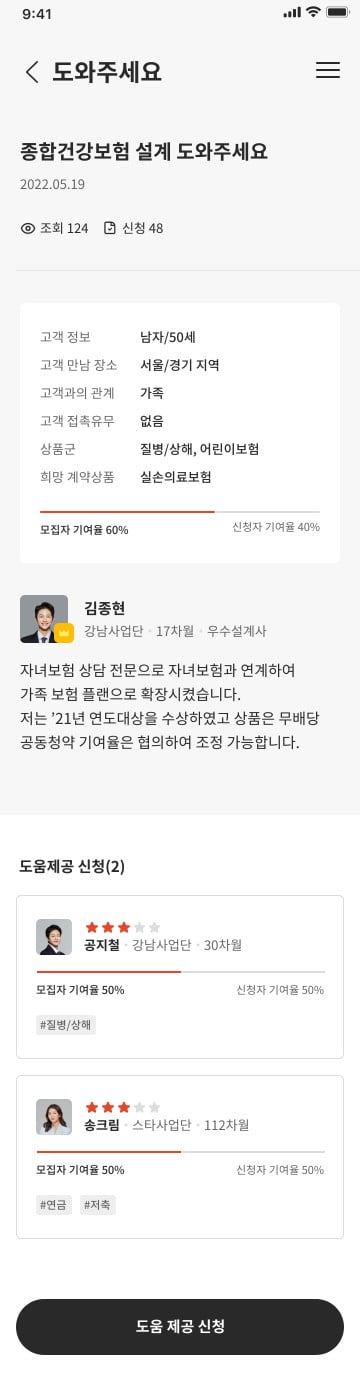 9:41
도와주세요
종합건강보험 설계 도와주세요
2022.05.19
조회 124 신청 48
고객 정보 남자/50세
고객 만남 장소 서울/경기 지역
고객과의 관계 가족
고객 접촉유무 없음
상품군 질병/상해, 어린이보험
희망 계약상품 실손의료보험
모집자 기여율 60% 신청자 기여율 40%
김종현
강남사업단 · 17차월 · 우수설계사
자녀보험 상담 전문으로 자녀보험과 연계하여
가족 보험 플랜으로 확장시켰습니다.
저는 ’21년 연도대상을 수상하였고 상품은 무배당
공동청약 기여율은 협의하여 조정 가능합니다.
도움제공 신청(2)
공지철 · 강남사업단 · 30차월
모집자 기여율 50% 신청자 기여율 50%
#질병/상해
송크림 · 스타사업단 · 112차월
모집자 기여율 50% 신청자 기여율 50%
#연금 #저축
도움 제공 신청